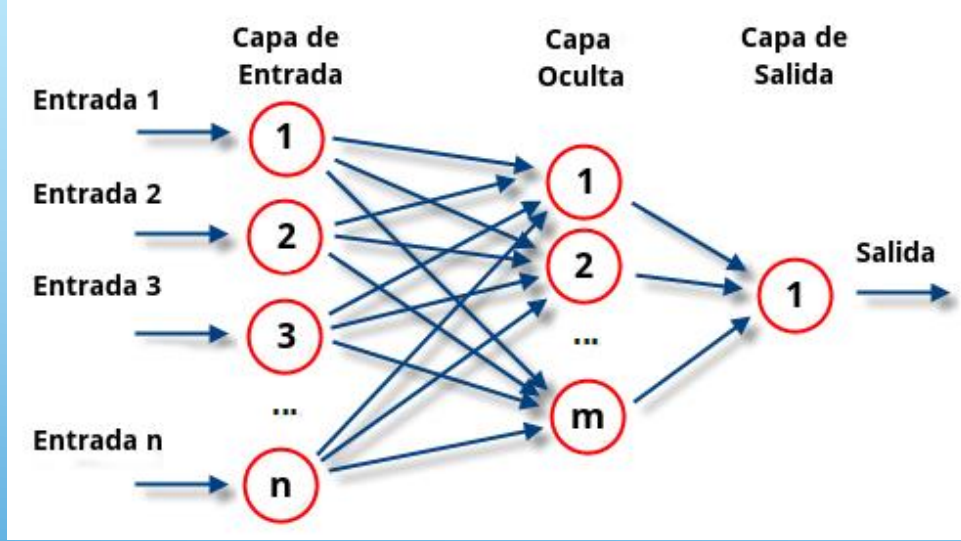 Capa de
Entrada
Capa
Oculta
Capa de
Salida
Entrada 1
1
Entrada 2
2
Entrada 3
3
...
Entrada n
n
1
2
...
m
1
Salida